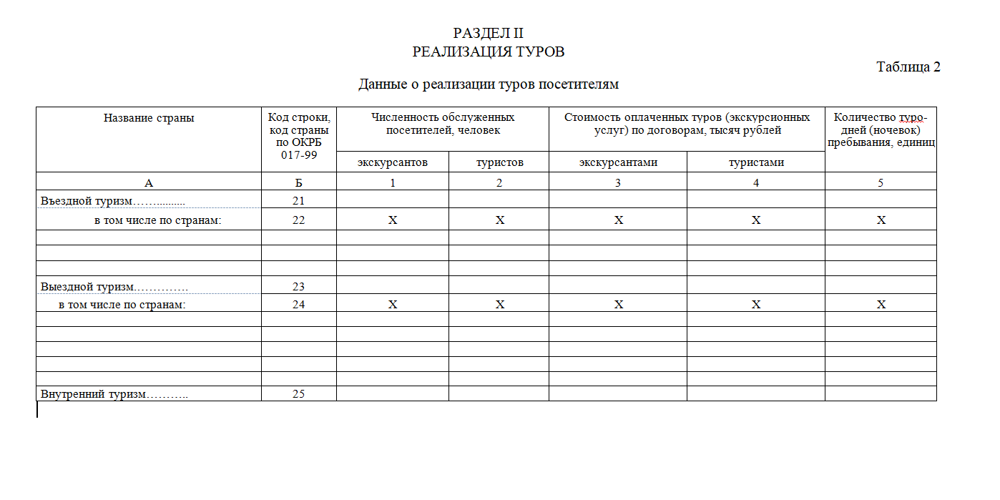 РАЗДЕЛ II
РЕАЛИЗАЦИЯ ТУРОВ
Таблица 2
Данные о реализации туров посетителям
Название страны
Код строки,
код страны
по ОКРБ
017-99
Численность обслуженных
посетителей, человек
Стоимость оплаченных туров (экскурсионных
услуг) по договорам, тысяч рублей
Количество туро-
дней (ночевок)
пребывания, единиц
экскурсантов
туристов
экскурсантами
туристами
А Б 1 2 3 4 5
Въездной туризм…….......... 21
в том числе по странам: 22 Х Х Х Х Х
Выездной туризм.…………. 23
в том числе по странам: 24 Х Х Х Х Х
Внутренний туризм……….. 25